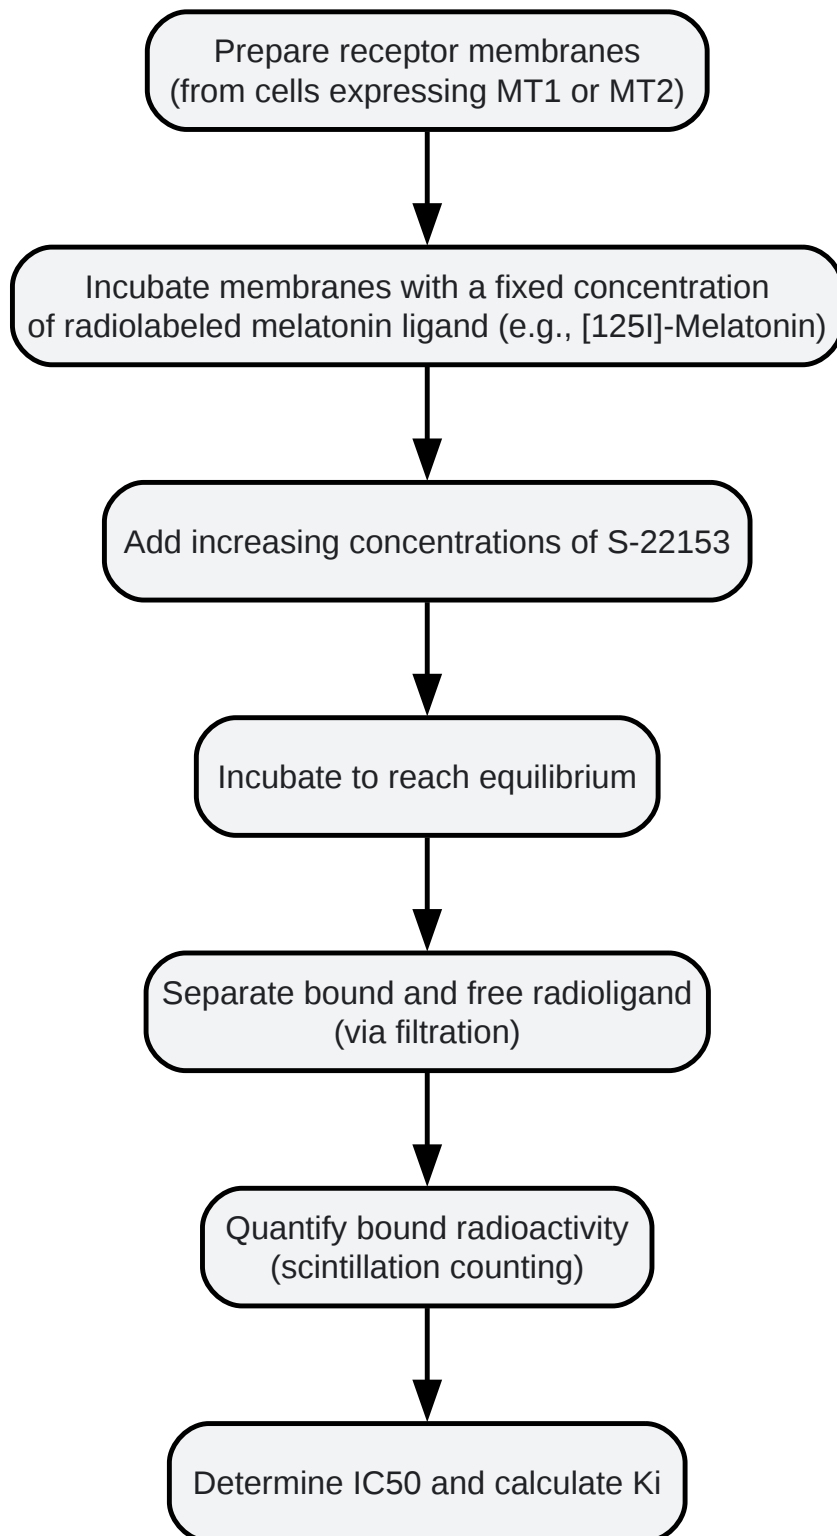 Prepare receptor membranes
(from cells expressing MT1 or MT2)
Incubate membranes with a fixed concentration
of radiolabeled melatonin ligand (e.g., [125I]-Melatonin)
Add increasing concentrations of S-22153
Incubate to reach equilibrium
Separate bound and free radioligand
(via filtration)
Quantify bound radioactivity
(scintillation counting)
Determine IC50 and calculate Ki